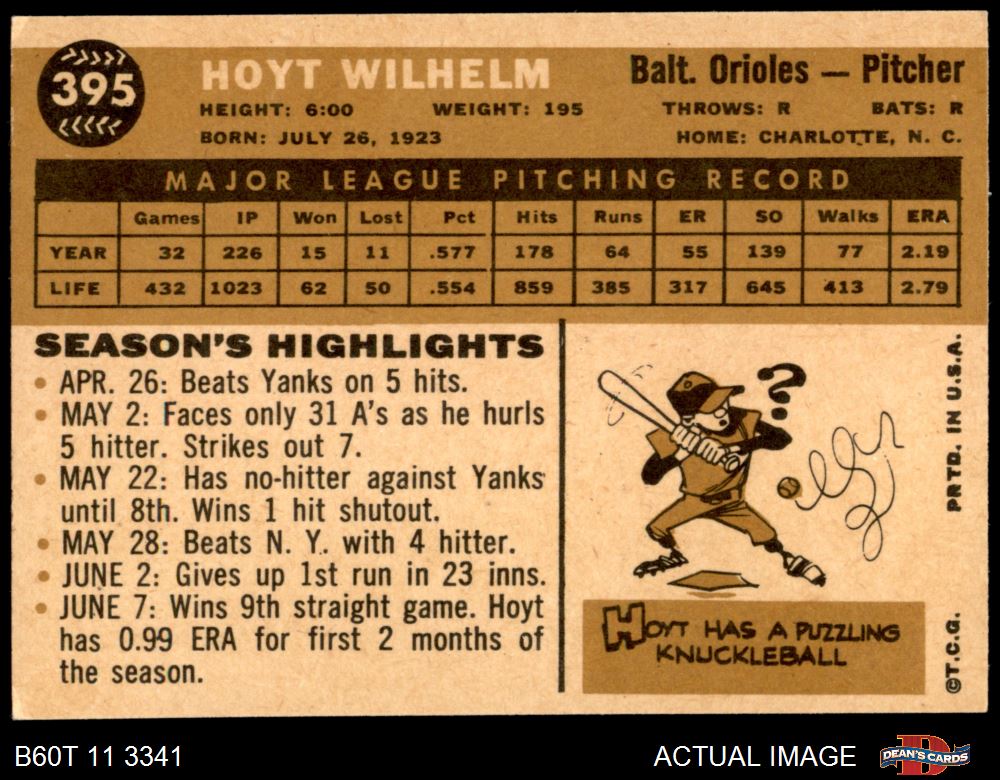 395
HOYT WILHELM
Balt. Orioles — Pitcher
HEIGHT: 6:00 WEIGHT: 195 THROWS: R BATS: R
BORN: JULY 26, 1923 HOME: CHARLOTTE, N. C.
MAJOR LEAGUE PITCHING RECORD
Games IP Won Lost Pct Hits Runs ER SO Walks ERA
YEAR 32 226 15 11 .577 178 64 55 139 77 2.19
LIFE 432 1023 62 50 .554 859 385 317 645 413 2.79
SEASON'S HIGHLIGHTS
• APR. 26: Beats Yanks on 5 hits.
• MAY 2: Faces only 31 A's as he hurls
5 hitter. Strikes out 7.
• MAY 22: Has no-hitter against Yanks
until 8th. Wins 1 hit shutout.
• MAY 28: Beats N. Y. with 4 hitter.
• JUNE 2: Gives up 1st run in 23 inns.
• JUNE 7: Wins 9th straight game. Hoyt
has 0.99 ERA for first 2 months of
the season.
?
HOYT HAS A PUZZLING
KNUCKLEBALL
©T.C.G. PRTD. IN U.S.A.
B60T 11 3341
ACTUAL IMAGE
DEAN'S CARDS